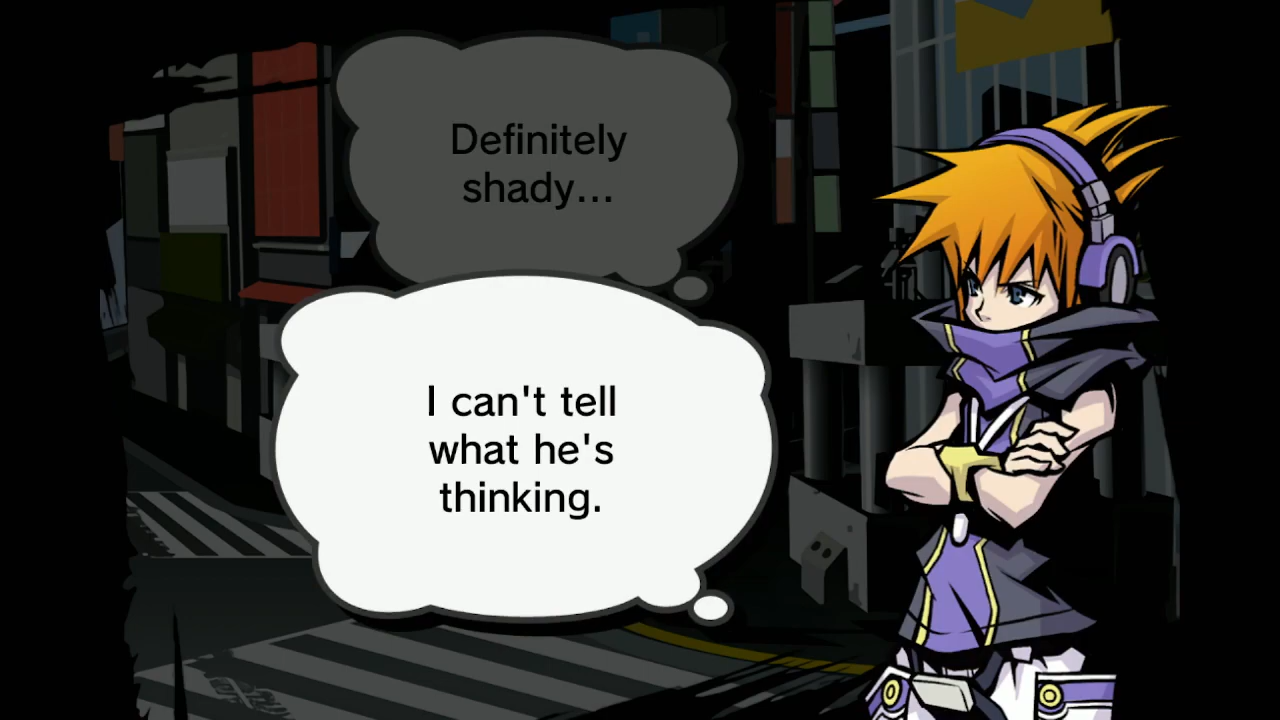 Definitely
shady...
I can't tell
what he's
thinking.